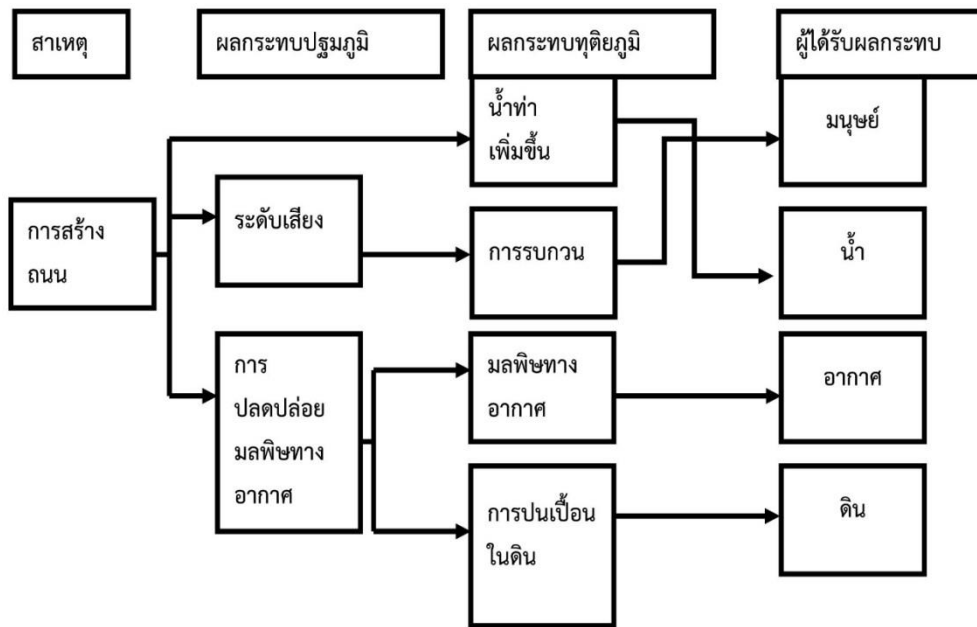 สาเหตุ
ผลกระทบปฐมภูมิ
ผลกระทบทุติยภูมิ
ผู้ได้รับผลกระทบ
น้ำท่า
เพิ่มขึ้น
มนุษย์
การสร้าง
ถนน
ระดับเสียง
การรบกวน
น้ำ
การ
ปลดปล่อย
มลพิษทาง
อากาศ
มลพิษทาง
อากาศ
อากาศ
การปนเปื้อน
ในดิน
ดิน